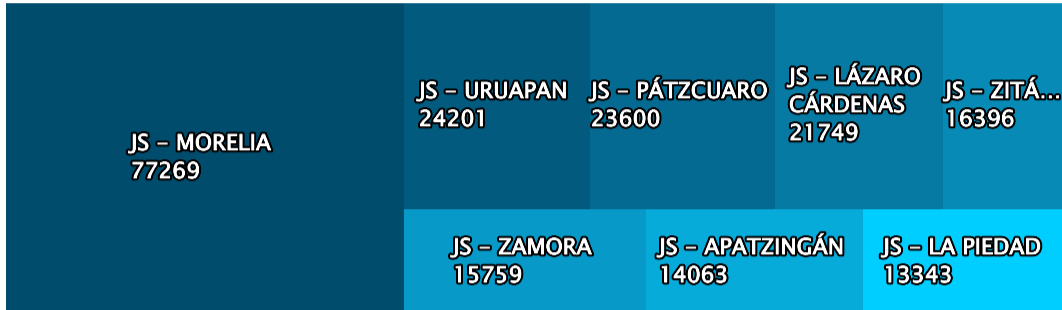 JS – MORELIA
77269
JS – URUAPAN
24201
JS – PÁTZCUARO
23600
JS – LÁZARO
CÁRDENAS
21749
JS – ZITÁ...
16396
JS – ZAMORA
15759
JS – APATZINGÁN
14063
JS – LA PIEDAD
13343